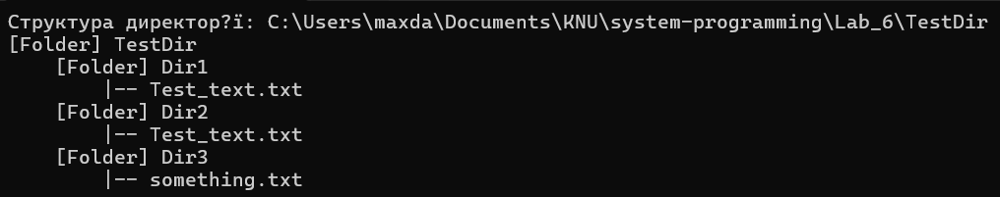 Структура директор?ї: C:\Users\maxda\Documents\KNU\system-programming\Lab_6\TestDir
[Folder] TestDir
    [Folder] Dir1
        |-- Test_text.txt
    [Folder] Dir2
        |-- Test_text.txt
    [Folder] Dir3
        |-- something.txt